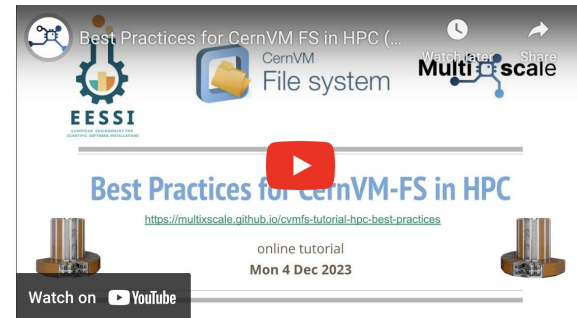 Best Practices for CernVM FS in HPC (...
Watch later
Share
EESSI
EUROPEAN ENVIRONMENT FOR
SCIENTIFIC SOFTWARE INSTALLATIONS
CernVM
File system
Multi scale
Best Practices for CernVM-FS in HPC
https://multixscale.github.io/cvmfs-tutorial-hpc-best-practices
online tutorial
Mon 4 Dec 2023
Watch on YouTube